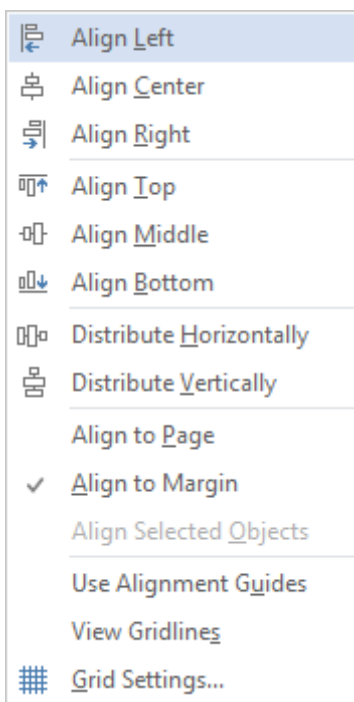 Align Left
Align Center
Align Right
Align Top
Align Middle
Align Bottom
Distribute Horizontally
Distribute Vertically
Align to Page
Align to Margin
Align Selected Objects
Use Alignment Guides
View Gridlines
Grid Settings...